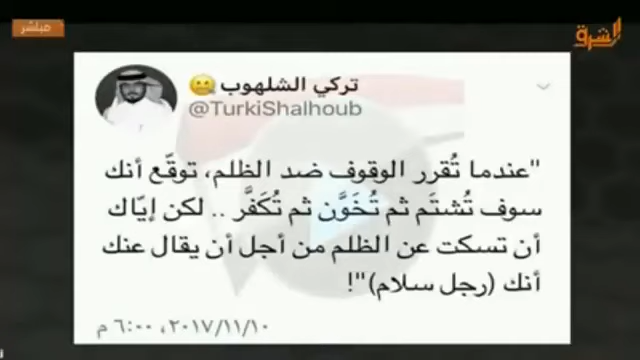 مباشر
الشرق
تركي الشلهوب
@TurkiShalhoub
"عندما تُقرر الوقوف ضد الظلم، توقّع أنك
سوف تُشتَم ثم تُخَوَّن ثم تُكَفَّر .. لكن إيّاك
أن تسكت عن الظلم من أجل أن يقال عنك
أنك (رجل سلام)"!
٢٠١٧/١١/١٠، ٦:٠٠ م